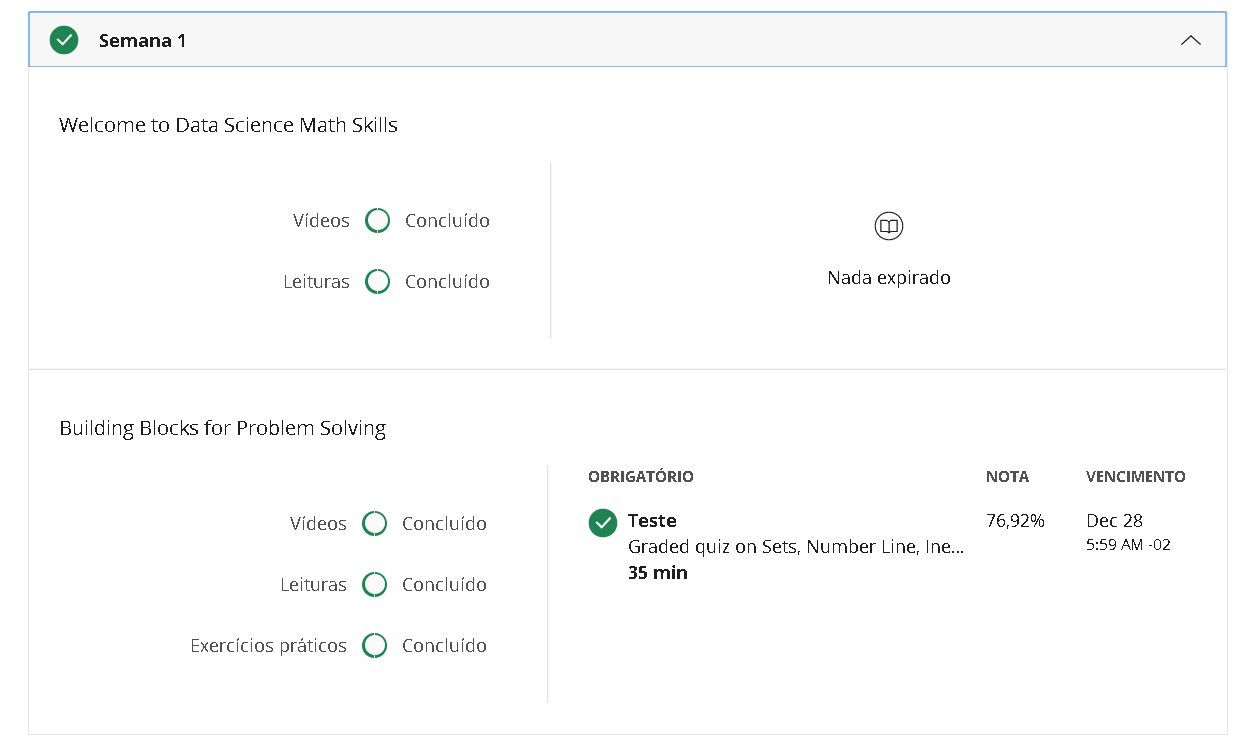 Semana 1
Welcome to Data Science Math Skills
Vídeos Concluído
Leituras Concluído
Nada expirado
Building Blocks for Problem Solving
Vídeos Concluído
Leituras Concluído
Exercícios práticos Concluído
OBRIGATÓRIO NOTA VENCIMENTO
Teste 76,92% Dec 28
Graded quiz on Sets, Number Line, Ine... 5:59 AM -02
35 min